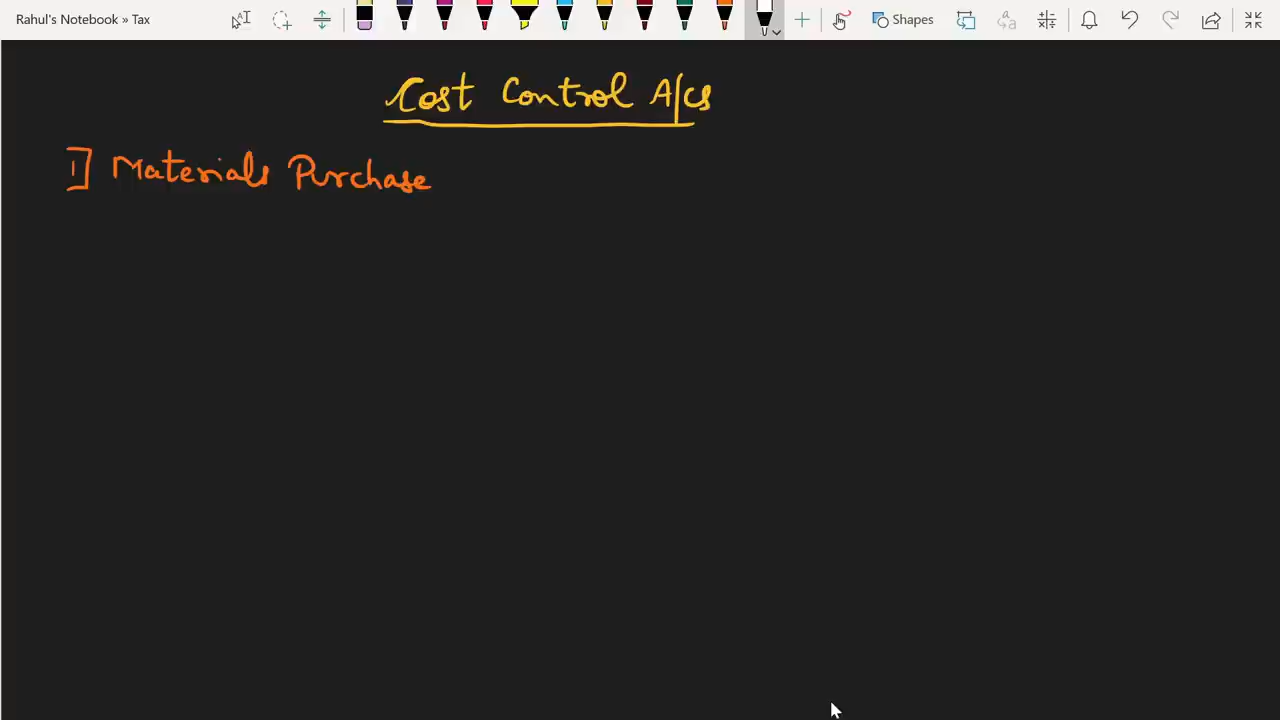 Rahul's Notebook » Tax
Shapes
Cost Control A/cs
1] Materials Purchase